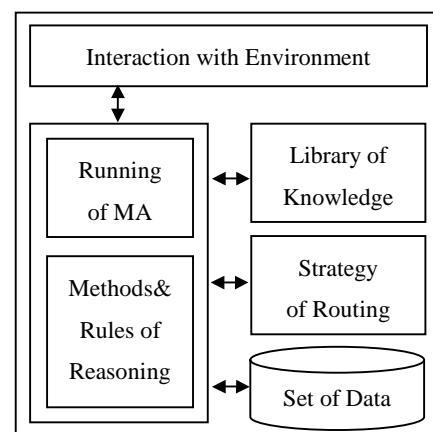 Interaction with Environment
Running
of MA
Library of
Knowledge
Methods&
Rules of
Reasoning
Strategy
of Routing
Set of Data